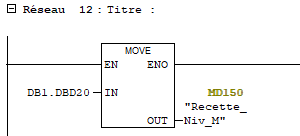 Réseau 12 : Titre :
MOVE
EN ENO
DB1.DBD20 IN MD150
"Recette_
OUT Niv_M"